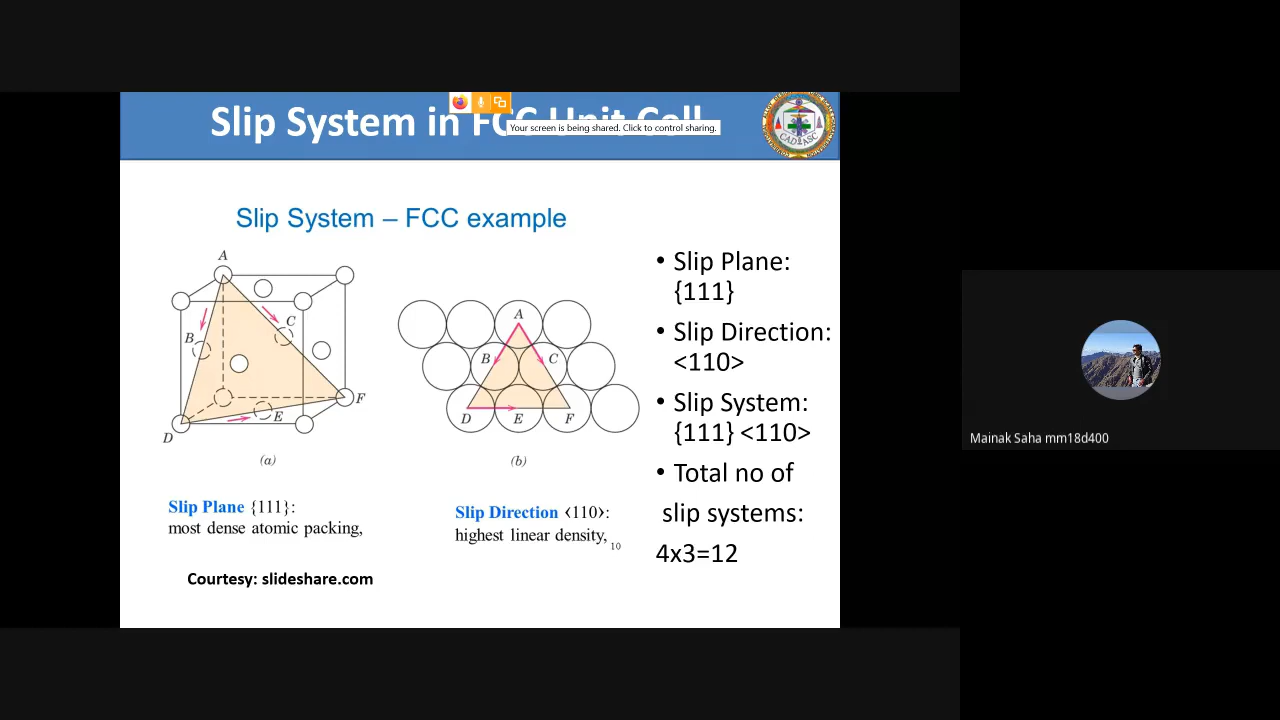 Slip System in FCC Unit Cell
Your screen is being shared. Click to control sharing.
CAD&ASC
Slip System – FCC example
A
B
C
D
E
F
(a)
A
B
C
D
E
F
(b)
Slip Plane {111}:
most dense atomic packing,
Slip Direction ‹110›:
highest linear density,
10
Courtesy: slideshare.com
• Slip Plane:
{111}
• Slip Direction:
<110>
• Slip System:
{111} <110>
• Total no of
slip systems:
4x3=12
Mainak Saha mm18d400